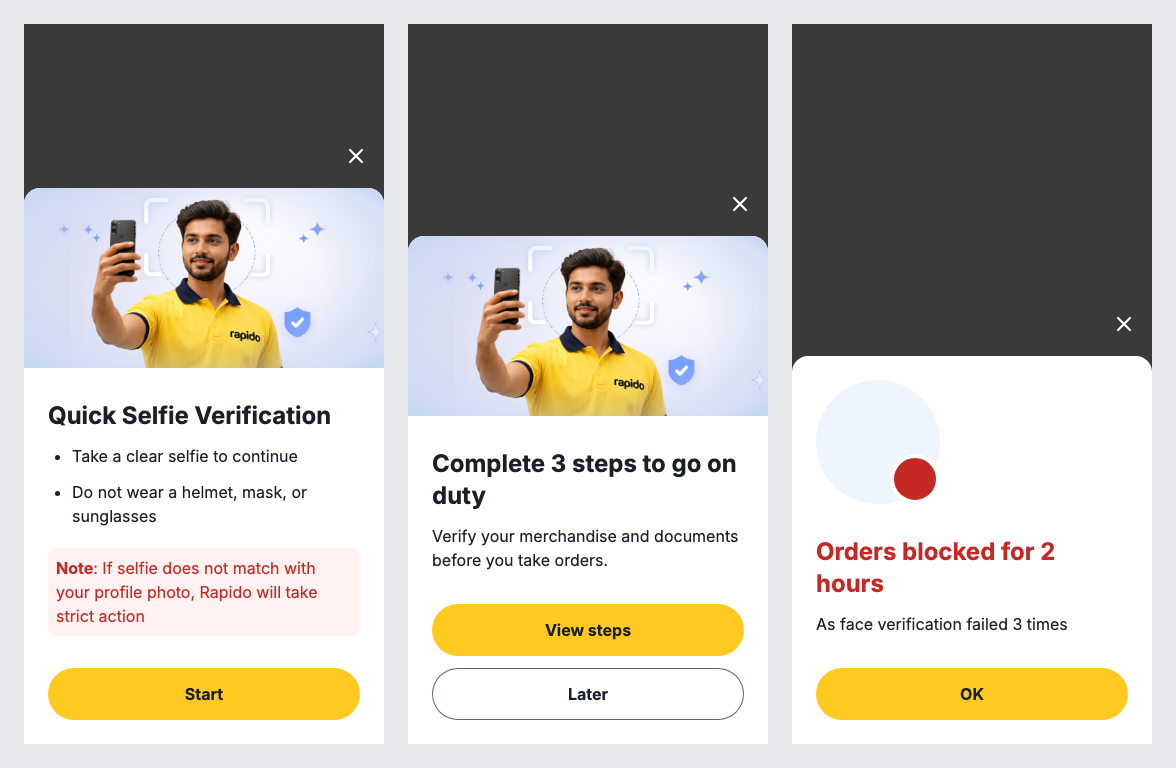 rapido
Quick Selfie Verification
• Take a clear selfie to continue
• Do not wear a helmet, mask, or
sunglasses
Note: If selfie does not match with
your profile photo, Rapido will take
strict action
Start
rapido
Complete 3 steps to go on
duty
Verify your merchandise and documents
before you take orders.
View steps
Later
Orders blocked for 2
hours
As face verification failed 3 times
OK